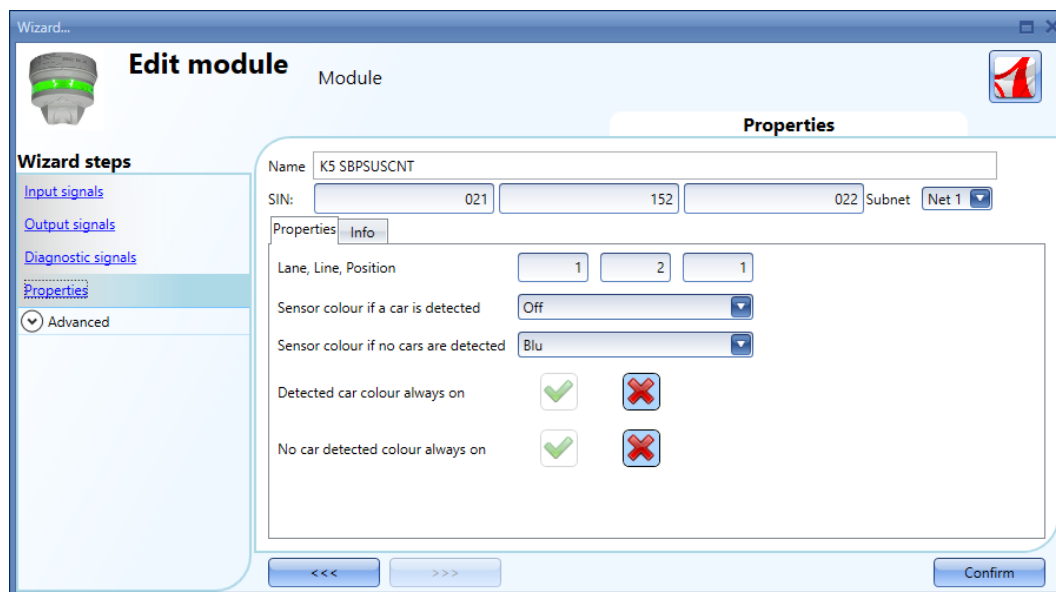 Wizard...
Edit module
Module
Properties
Wizard steps
Input signals
Output signals
Diagnostic signals
Properties
Advanced
Name K5 SBPSUSCNT
SIN: 021 152 022 Subnet Net 1
Properties Info
Lane, Line, Position 1 2 1
Sensor colour if a car is detected Off
Sensor colour if no cars are detected Blu
Detected car colour always on
No car detected colour always on
<<< >>> Confirm